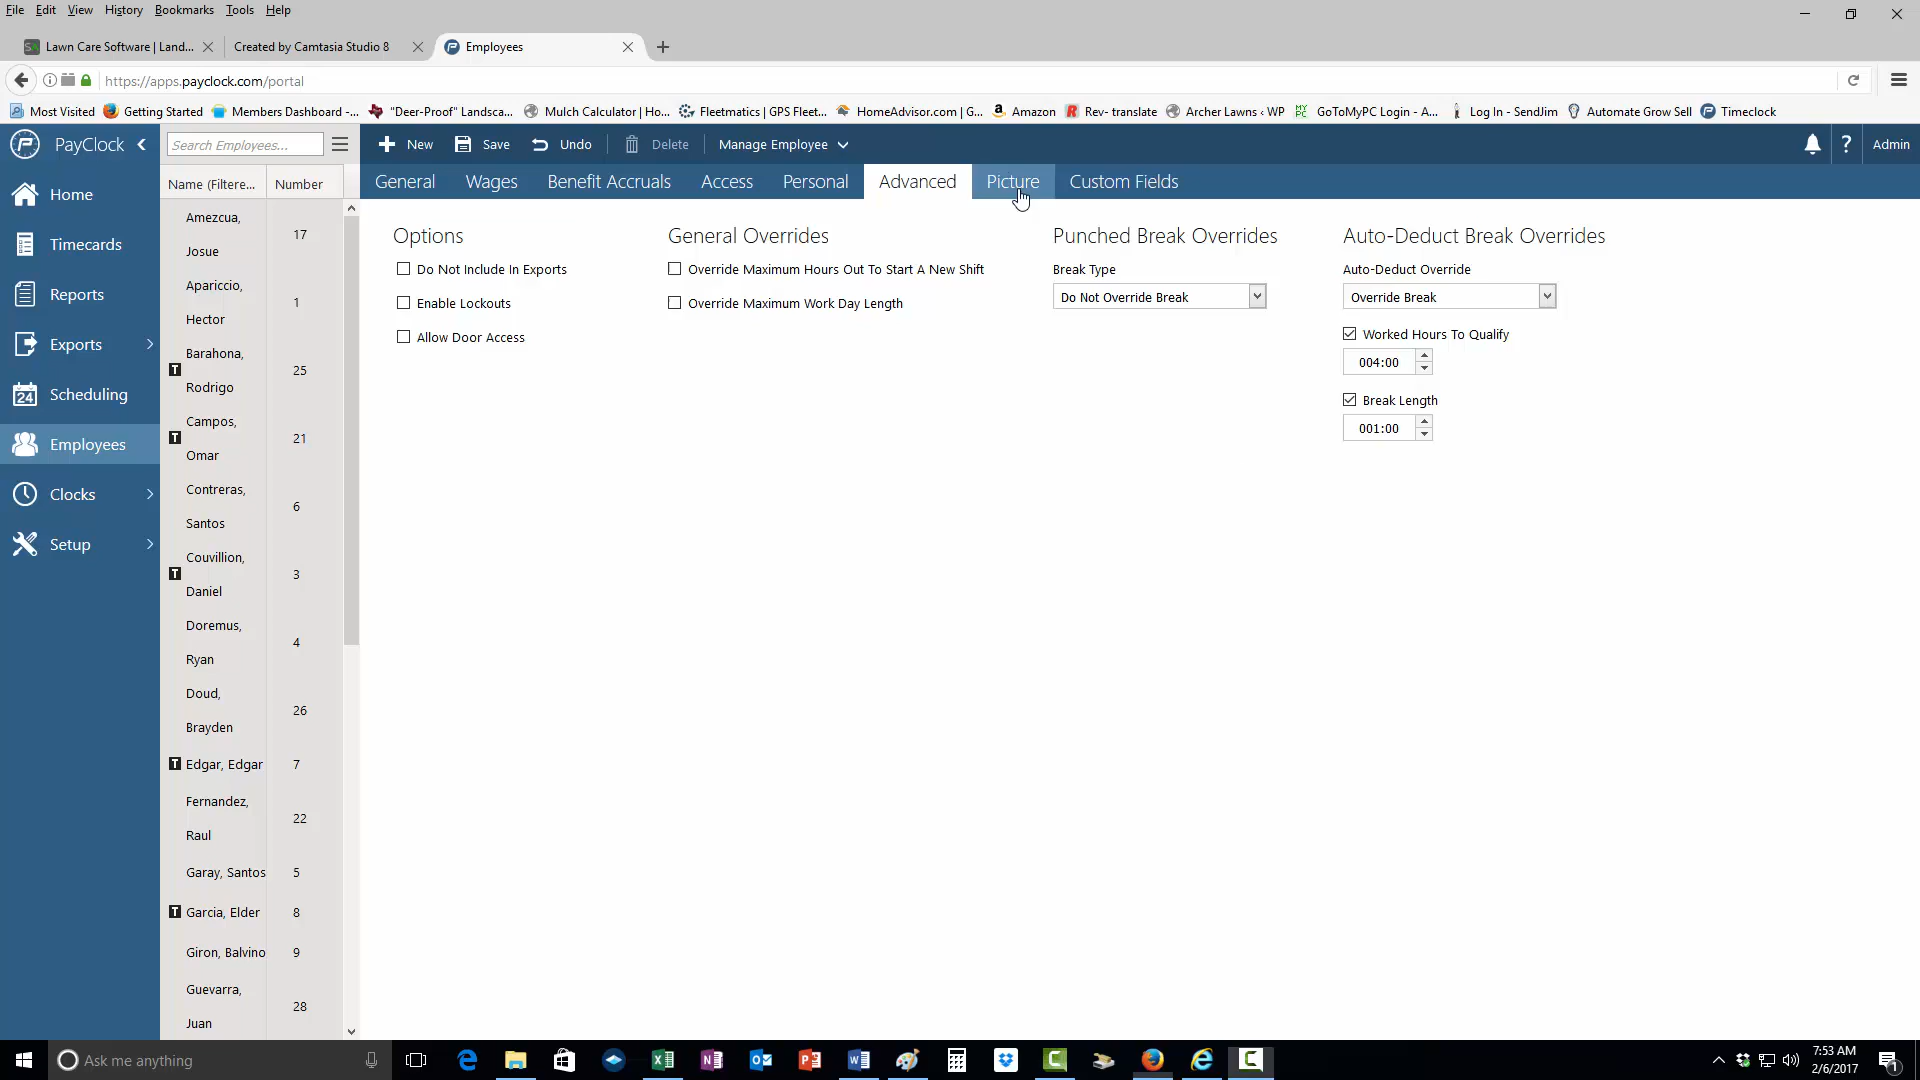 File Edit View History Bookmarks Tools Help
Lawn Care Software | Land...
Created by Camtasia Studio 8
Employees
https://apps.payclock.com/portal
Most Visited
Getting Started
Members Dashboard -...
"Deer-Proof" Landsca...
Mulch Calculator | Ho...
Fleetmatics | GPS Fleet...
HomeAdvisor.com | G...
Amazon
Rev- translate
Archer Lawns ‹ WP
GoToMyPC Login - A...
Log In - SendJim
Automate Grow Sell
Timeclock
PayClock
Search Employees...
New
Save
Undo
Delete
Manage Employee
?
Admin
Home
Timecards
Reports
Exports
24 Scheduling
Employees
Clocks
Setup
Name (Filtere... Number
Amezcua, Josue 17
Aparicio, Hector 1
T Barahona, Rodrigo 25
T Campos, Omar 21
Contreras, Santos 6
T Couvillion, Daniel 3
Doremus, Ryan 4
Doud, Brayden 26
T Edgar, Edgar 7
Fernandez, Raul 22
Garay, Santos 5
T Garcia, Elder 8
Giron, Balvino 9
Guevarra, Juan 28
General Wages Benefit Accruals Access Personal Advanced Picture Custom Fields
Options
Do Not Include In Exports
Enable Lockouts
Allow Door Access
General Overrides
Override Maximum Hours Out To Start A New Shift
Override Maximum Work Day Length
Punched Break Overrides
Break Type
Do Not Override Break
Auto-Deduct Break Overrides
Auto-Deduct Override
Override Break
Worked Hours To Qualify
004:00
Break Length
001:00
Ask me anything
7:53 AM
2/6/2017
1